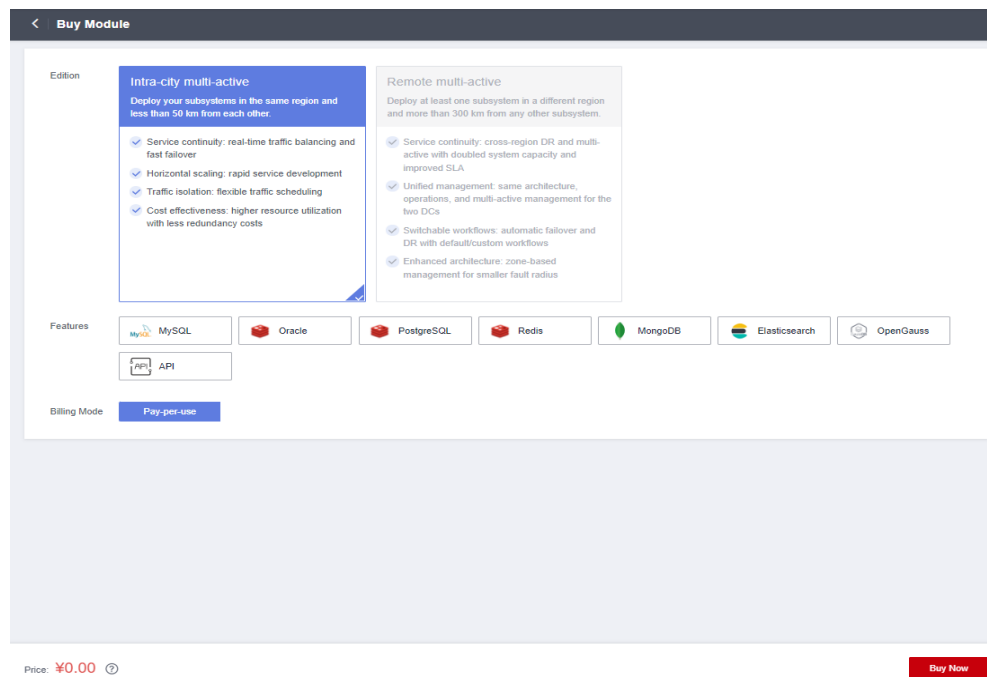 Buy Module
Edition
Intra-city multi-active
Deploy your subsystems in the same region and
less than 50 km from each other.
Service continuity: real-time traffic balancing and
fast failover
Horizontal scaling: rapid service development
Traffic isolation: flexible traffic scheduling
Cost effectiveness: higher resource utilization
with less redundancy costs
Remote multi-active
Deploy at least one subsystem in a different region
and more than 300 km from any other subsystem.
Service continuity: cross-region DR and multi-
active with doubled system capacity and
improved SLA
Unified management: same architecture,
operations, and multi-active management for the
two DCs
Switchable workflows: automatic failover and
DR with default/custom workflows
Enhanced architecture: zone-based
management for smaller fault radius
Features
MySQL MySQL
Oracle
PostgreSQL
Redis
MongoDB
Elasticsearch
OpenGauss
API API
Billing Mode
Pay-per-use
Price: ¥0.00 ?
Buy Now